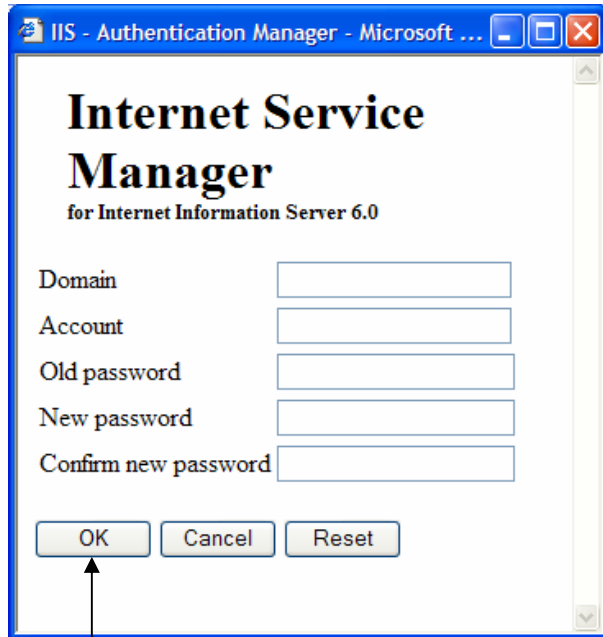 IIS - Authentication Manager - Microsoft ...
Internet Service
Manager
for Internet Information Server 6.0
Domain
Account
Old password
New password
Confirm new password
OK Cancel Reset